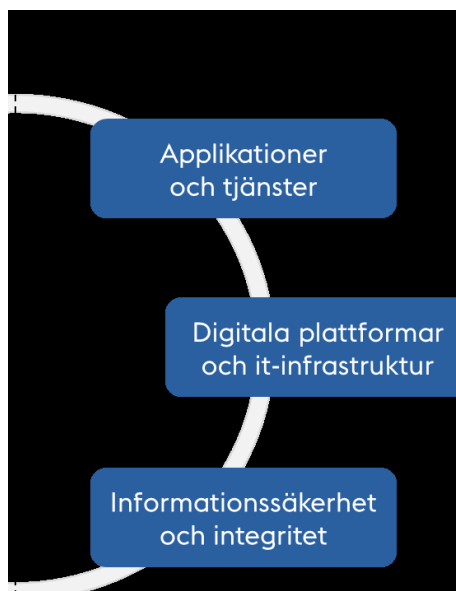 Applikationer
och tjänster
Digitala plattformar
och it-infrastruktur
Informationssäkerhet
och integritet